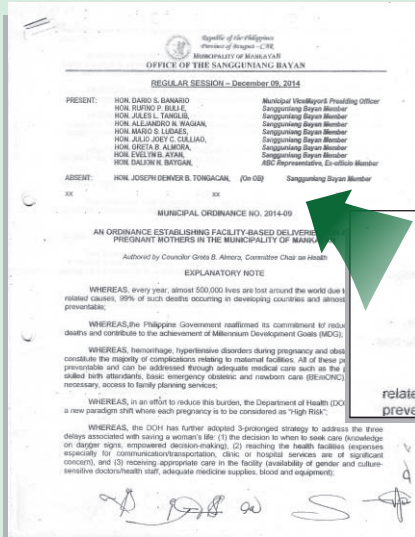 Republic of the Philippines
Province of Benguet – CAR
MUNICIPALITY OF MANKAYAN
OFFICE OF THE SANGGUNIANG BAYAN
REGULAR SESSION – December 09, 2014
PRESENT: HON. DARIO S. BANARIO Municipal ViceMayor& Presiding Officer
HON. RUFINO P. BULI-E, Sangguniang Bayan Member
HON. JULES L. TANGLIB, Sangguniang Bayan Member
HON. ALEJANDRO N. WAGIAN, Sangguniang Bayan Member
HON. MARIO S. LUDAES, Sangguniang Bayan Member
HON. JULIO JOEY C. CULLIAO, Sangguniang Bayan Member
HON. GRETA B. ALMORA, Sangguniang Bayan Member
HON. EVELYN B. AYAN, Sangguniang Bayan Member
HON. DALION N. BAYGAN, ABC Representative, Ex-officio Member
ABSENT: HON. JOSEPH DENVER B. TONGACAN, (On OB) Sangguniang Bayan Member
xx xx
MUNICIPAL ORDINANCE NO. 2014-09
AN ORDINANCE ESTABLISHING FACILITY-BASED DELIVERIES
PREGNANT MOTHERS IN THE MUNICIPALITY OF
Authored by Councilor Greta B. Almora, Committee Chair on Health
EXPLANATORY NOTE
WHEREAS, every year, almost 500,000 lives are lost around the world due
related causes, 99% of such deaths occurring in developing countries and almost
preventable;
WHEREAS,the Philippine Government reaffirmed its commitment to
deaths and contribute to the achievement of Millennium Development Goals (MDG);
WHEREAS, hemorrhage, hypertensive disorders during pregnancy and
constitute the majority of complications relating to maternal facilities. All of these
preventable and can be addressed through adequate medical care such as the
skilled birth attendants, basic emergency obstetric and newborn care (BEmONC),
necessary, access to family planning services;
WHEREAS, in an effort to reduce this burden, the Department of Health
a new paradigm shift where each pregnancy is to be considered as "High Risk";
WHEREAS, the DOH has further adopted 3-pronged strategy to address the three
delays associated with saving a woman's life: (1) the decision to when to seek care (knowledge
on danger signs, empowered decision-making), (2) reaching the health facilities (expenses
especially for communication/transportation, clinic or hospital services are of significant
concern), and (3) receiving appropriate care in the facility (availability of gender and culture-
sensitive doctors/health staff, adequate medicine supplies, blood and equipment);